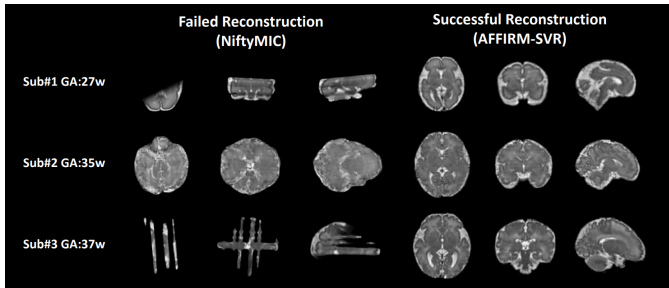 Failed Reconstruction
(NiftyMIC)
Successful Reconstruction
(AFFIRM-SVR)
Sub#1 GA:27w
Sub#2 GA:35w
Sub#3 GA:37w